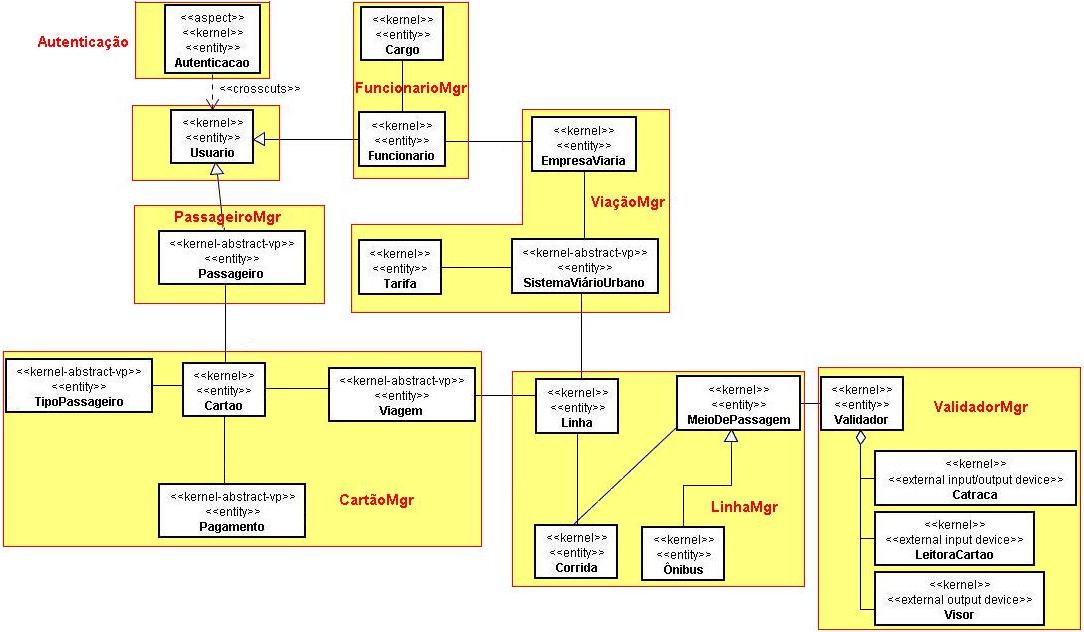 Autenticação
<<aspect>>
<<kernel>>
<<entity>>
Autenticacao
<<crosscuts>>
<<kernel>>
<<entity>>
Usuario
<<kernel>>
<<entity>>
Cargo
FuncionarioMgr
<<kernel>>
<<entity>>
Funcionario
<<kernel>>
<<entity>>
EmpresaViaria
ViaçãoMgr
PassageiroMgr
<<kernel-abstract-vp>>
<<entity>>
Passageiro
<<kernel>>
<<entity>>
Tarifa
<<kernel-abstract-vp>>
<<entity>>
SistemaViárioUrbano
<<kernel-abstract-vp>>
<<entity>>
TipoPassageiro
<<kernel>>
<<entity>>
Cartao
<<kernel-abstract-vp>>
<<entity>>
Viagem
<<kernel-abstract-vp>>
<<entity>>
Pagamento
CartãoMgr
<<kernel>>
<<entity>>
Linha
<<kernel>>
<<entity>>
MeioDePassagem
LinhaMgr
<<kernel>>
<<entity>>
Corrida
<<kernel>>
<<entity>>
Ônibus
<<kernel>>
<<entity>>
Validador
ValidadorMgr
<<kernel>>
<<external input/output device>>
Catraca
<<kernel>>
<<external input device>>
LeitoraCartao
<<kernel>>
<<external output device>>
Visor